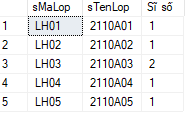 sMaLop sTenLop Sĩ số
1 LH01 2110A01 1
2 LH02 2110A02 1
3 LH03 2110A03 2
4 LH04 2110A04 1
5 LH05 2110A05 1